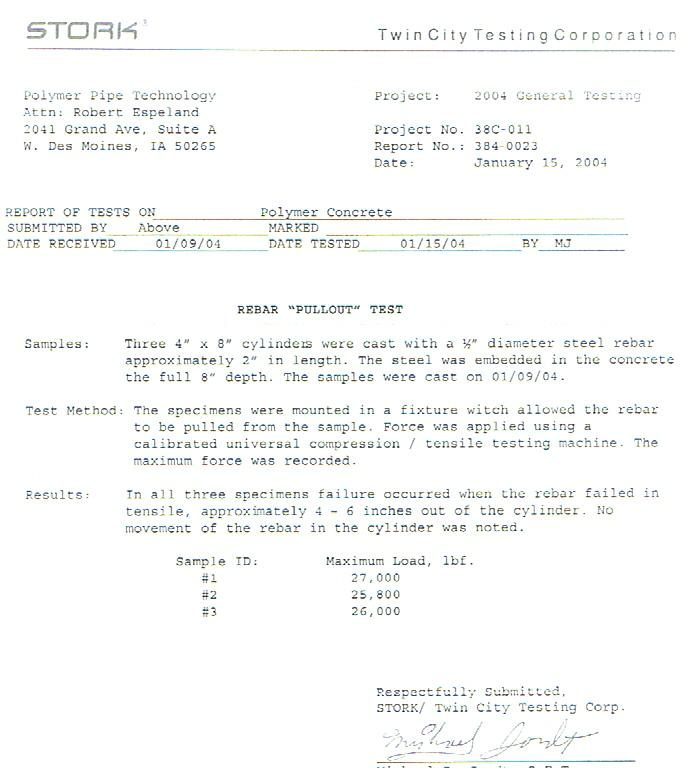 STORK®
Twin City Testing Corporation
Polymer Pipe Technology
Attn: Robert Espeland
2041 Grand Ave, Suite A
W. Des Moines, IA 50265
Project: 2004 General Testing
Project No. 38C-011
Report No.: 384-0023
Date: January 15, 2004
REPORT OF TESTS ON Polymer Concrete
SUBMITTED BY Above MARKED
DATE RECEIVED 01/09/04 DATE TESTED 01/15/04 BY MJ
REBAR “PULLOUT” TEST
Samples: Three 4” x 8” cylinders were cast with a ½” diameter steel rebar
approximately 2” in length. The steel was embedded in the concrete
the full 8” depth. The samples were cast on 01/09/04.
Test Method: The specimens were mounted in a fixture witch allowed the rebar
to be pulled from the sample. Force was applied using a
calibrated universal compression / tensile testing machine. The
maximum force was recorded.
Results: In all three specimens failure occurred when the rebar failed in
tensile, approximately 4 – 6 inches out of the cylinder. No
movement of the rebar in the cylinder was noted.
Sample ID: Maximum Load, lbf.
#1 27,000
#2 25,800
#3 26,000
Respectfully Submitted,
STORK/ Twin City Testing Corp.